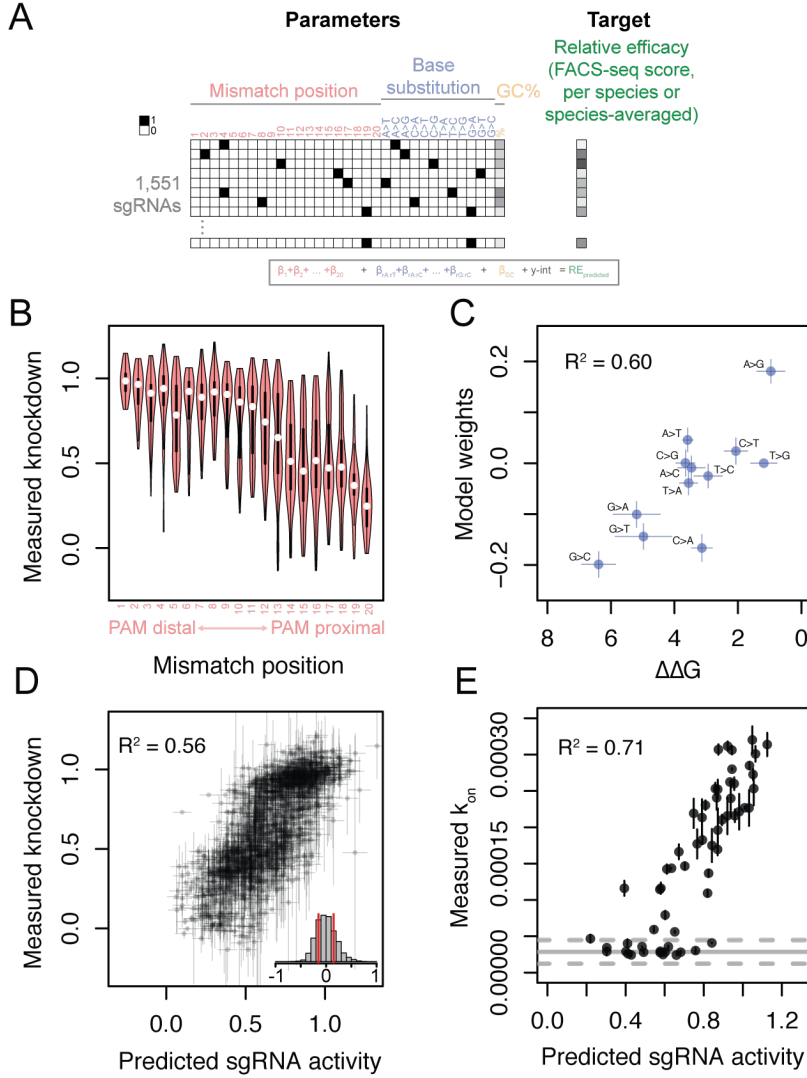 A
Parameters
Target
Mismatch position
Base
substitution
GC%
Relative efficacy
(FACS-seq score,
per species or
species-averaged)
1
0
1 2 3 4 5 6 7 8 9 10 11 12 13 14 15 16 17 18 19 20 A>T A>C A>G C>T C>G C>A T>A T>C T>G G>A G>T G>C %
1,551
sgRNAs
β1+β2+ ... +β20 + βrA:rT+βrA:rC+ ... +βrG:rC + βGC + y-int = REpredicted
B
Measured knockdown
1.0
0.5
0.0
1 2 3 4 5 6 7 8 9 10 11 12 13 14 15 16 17 18 19 20
PAM distal PAM proximal
Mismatch position
C
R² = 0.60
Model weights
0.2
0.0
−0.2
A>G
A>T
C>T
C>G
T>G
A>C
T>C
T>A
G>A
G>T
C>A
G>C
8 6 4 2 0
ΔΔG
D
R² = 0.56
Measured knockdown
1.0
0.5
0.0
-1 0 1
0.0 0.5 1.0
Predicted sgRNA activity
E
R² = 0.71
Measured kon
0.00030
0.00015
0.00000
0.0 0.4 0.8 1.2
Predicted sgRNA activity